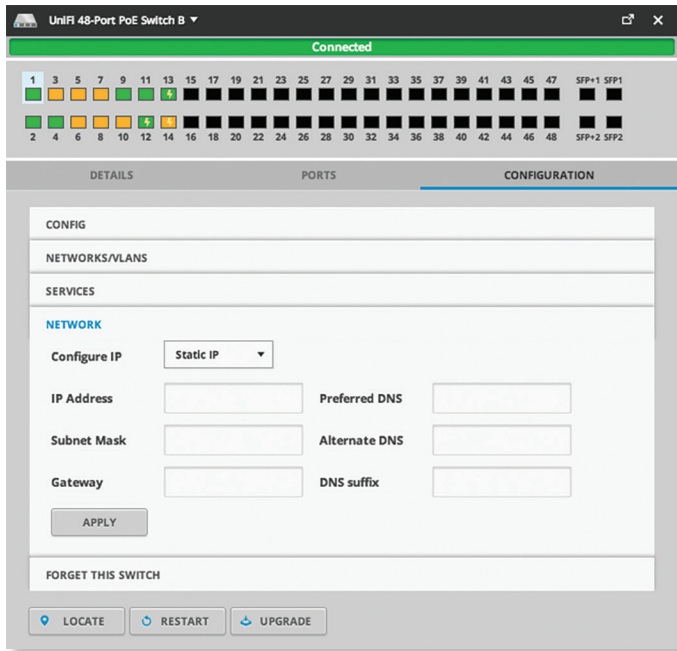 UniFi 48-Port PoE Switch B
Connected
1 3 5 7 9 11 13 15 17 19 21 23 25 27 29 31 33 35 37 39 41 43 45 47 SFP+1 SFP1
2 4 6 8 10 12 14 16 18 20 22 24 26 28 30 32 34 36 38 40 42 44 46 48 SFP+2 SFP2
DETAILS PORTS CONFIGURATION
CONFIG
NETWORKS/VLANS
SERVICES
NETWORK
Configure IP Static IP
IP Address Preferred DNS
Subnet Mask Alternate DNS
Gateway DNS suffix
APPLY
FORGET THIS SWITCH
LOCATE RESTART UPGRADE